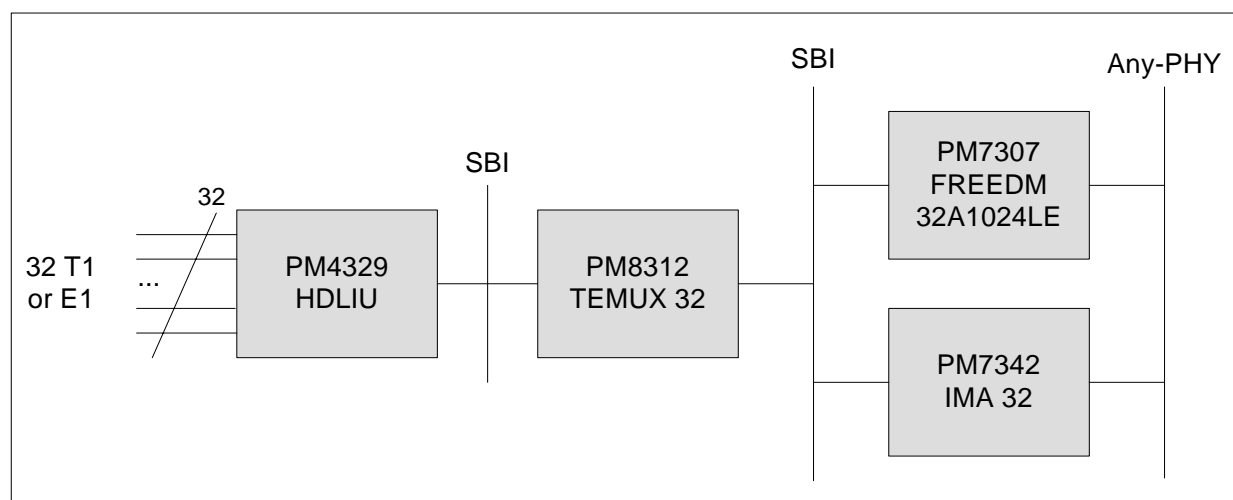 SBI
Any-PHY
PM7307
FREEDM
32A1024LE
SBI
32
32 T1
or E1
...
PM4329
HDLIU
PM8312
TEMUX 32
PM7342
IMA 32